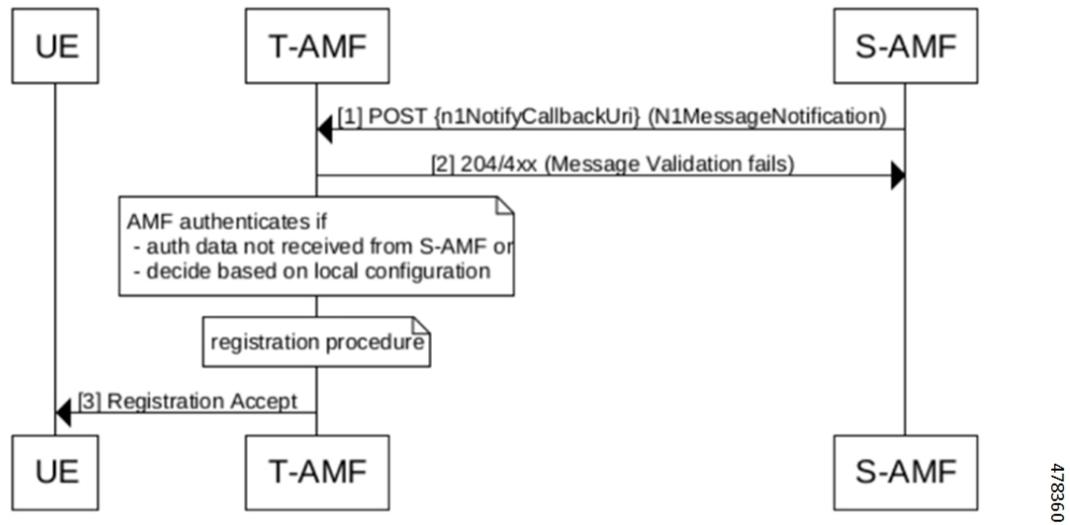 UE
T-AMF
S-AMF
[1] POST {n1NotifyCallbackUri} (N1MessageNotification)
[2] 204/4xx (Message Validation fails)
AMF authenticates if
- auth data not received from S-AMF or
- decide based on local configuration
registration procedure
[3] Registration Accept
UE
T-AMF
S-AMF
478360